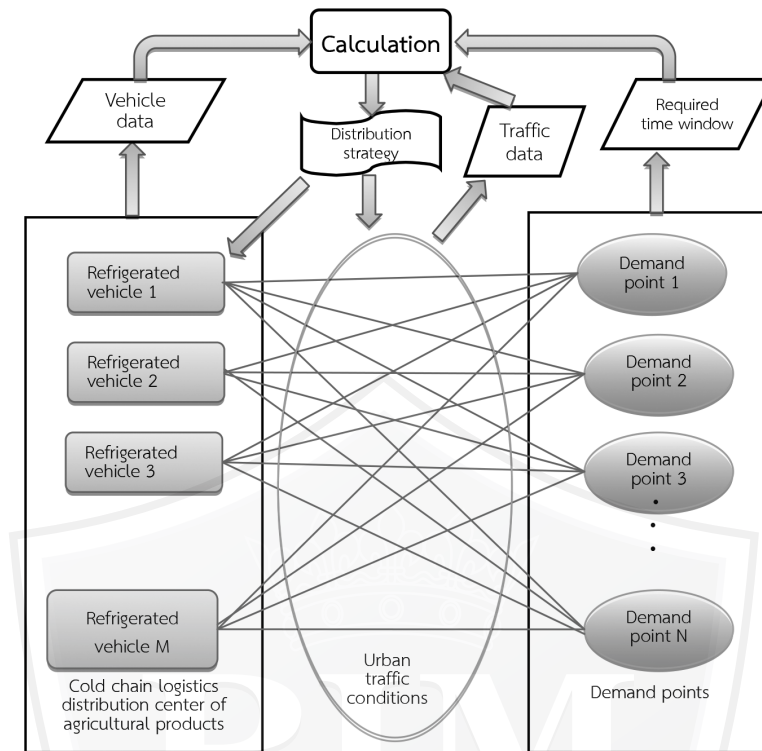 Calculation
Vehicle
data
Distribution
strategy
Traffic
data
Required
time window
Refrigerated
vehicle 1
Refrigerated
vehicle 2
Refrigerated
vehicle 3
Refrigerated
vehicle M
Cold chain logistics
distribution center of
agricultural products
Urban
traffic
conditions
Demand
point 1
Demand
point 2
Demand
point 3
Demand
point N
Demand points
PIM